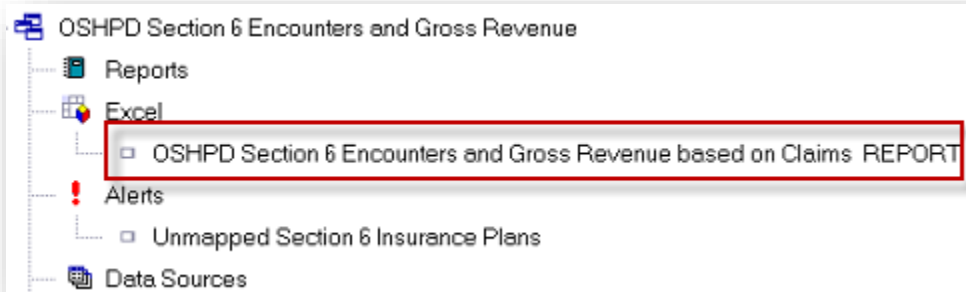 OSHPD Section 6 Encounters and Gross Revenue
Reports
Excel
OSHPD Section 6 Encounters and Gross Revenue based on Claims REPORT
Alerts
Unmapped Section 6 Insurance Plans
Data Sources